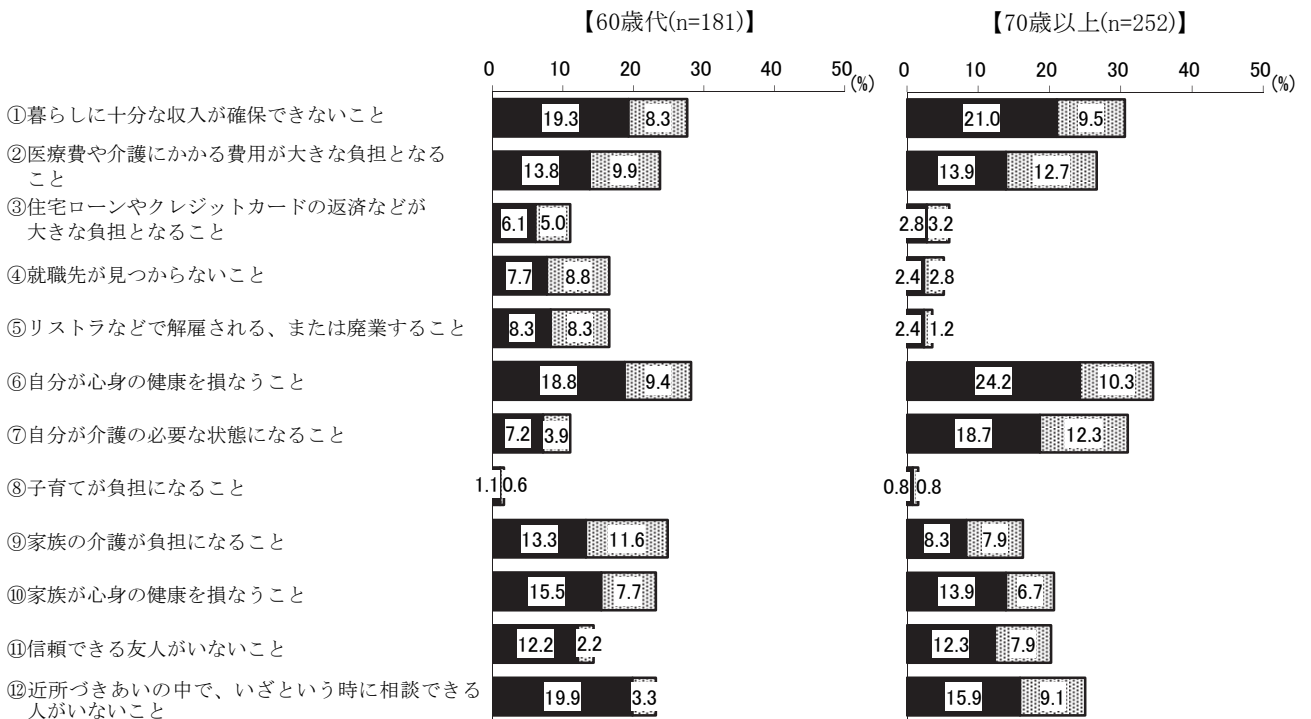 【60歳代(n=181)】 【70歳以上(n=252)】
0 10 20 30 40 50 (%) 0 10 20 30 40 50 (%)
①暮らしに十分な収入が確保できないこと 19.3 8.3 21.0 9.5
②医療費や介護にかかる費用が大きな負担となる
こと 13.8 9.9 13.9 12.7
③住宅ローンやクレジットカードの返済などが
大きな負担となること 6.1 5.0 2.8 3.2
④就職先が見つからないこと 7.7 8.8 2.4 2.8
⑤リストラなどで解雇される、または廃業すること 8.3 8.3 2.4 1.2
⑥自分が心身の健康を損なうこと 18.8 9.4 24.2 10.3
⑦自分が介護の必要な状態になること 7.2 3.9 18.7 12.3
⑧子育てが負担になること 1.1 0.6 0.8 0.8
⑨家族の介護が負担になること 13.3 11.6 8.3 7.9
⑩家族が心身の健康を損なうこと 15.5 7.7 13.9 6.7
⑪信頼できる友人がいないこと 12.2 2.2 12.3 7.9
⑫近所づきあいの中で、いざという時に相談できる
人がいないこと 19.9 3.3 15.9 9.1